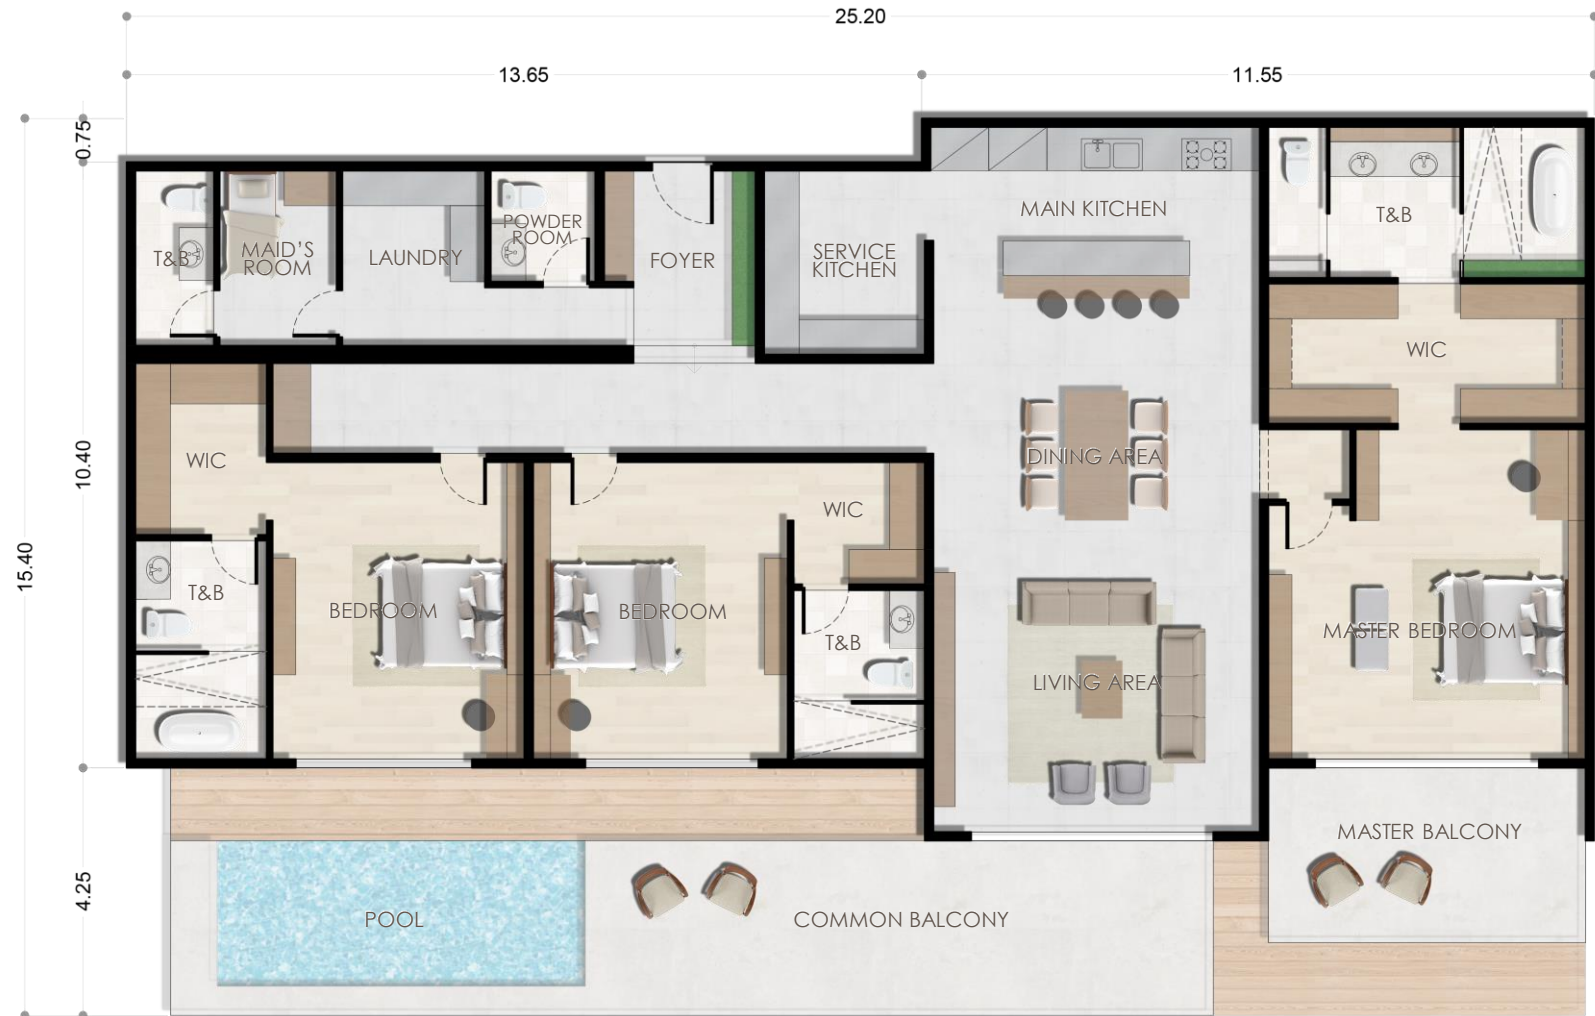 25.20
13.65
11.55
0.75
10.40
15.40
4.25
T&B
MAID'S
ROOM
LAUNDRY
POWDER
ROOM
FOYER
SERVICE
KITCHEN
MAIN KITCHEN
T&B
WIC
WIC
WIC
DINING AREA
T&B
BEDROOM
BEDROOM
T&B
LIVING AREA
MASTER BEDROOM
MASTER BALCONY
POOL
COMMON BALCONY